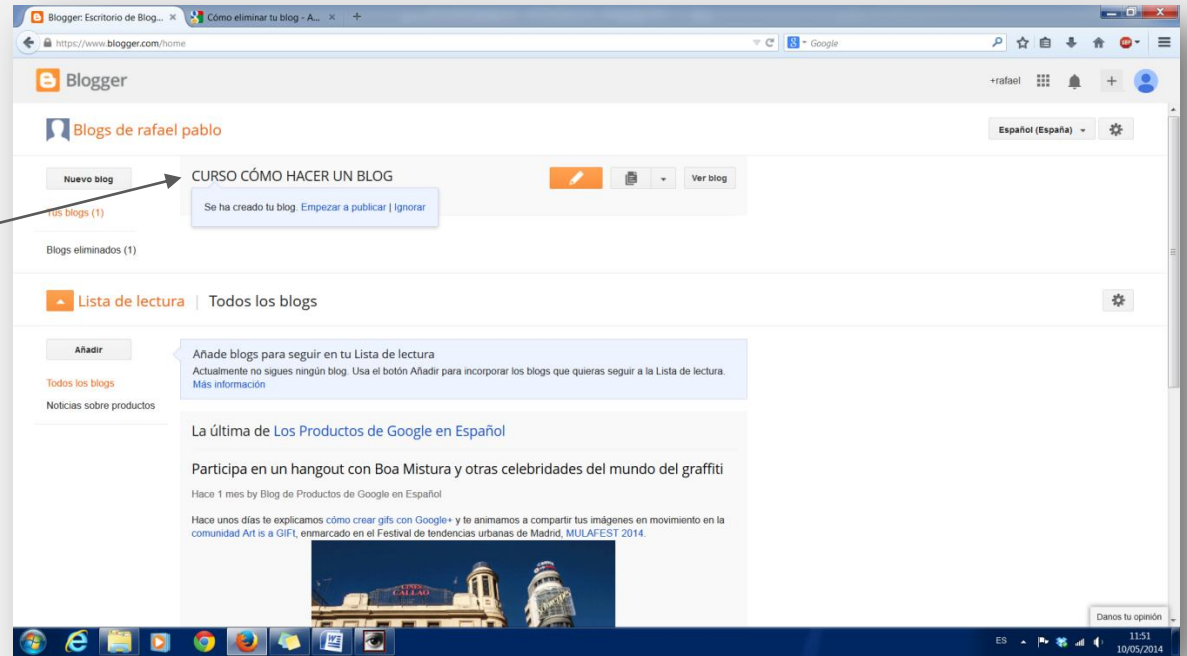 Blogger: Escritorio de Blog...
Cómo eliminar tu blog - A...
https://www.blogger.com/home
Google
Blogger
+rafael
Blogs de rafael pablo
Español (España)
Nuevo blog
CURSO CÓMO HACER UN BLOG
Ver blog
Tus blogs (1)
Se ha creado tu blog. Empezar a publicar | Ignorar
Blogs eliminados (1)
Lista de lectura | Todos los blogs
Añadir
Añade blogs para seguir en tu Lista de lectura
Actualmente no sigues ningún blog. Usa el botón Añadir para incorporar los blogs que quieras seguir a la Lista de lectura.
Más información
Todos los blogs
Noticias sobre productos
La última de Los Productos de Google en Español
Participa en un hangout con Boa Mistura y otras celebridades del mundo del graffiti
Hace 1 mes by Blog de Productos de Google en Español
Hace unos días te explicamos cómo crear gifs con Google+ y te animamos a compartir tus imágenes en movimiento en la
comunidad Art is a GIFt, enmarcado en el Festival de tendencias urbanas de Madrid, MULAFEST 2014.
CALLAO
Danos tu opinión
ES
11:51
10/05/2014